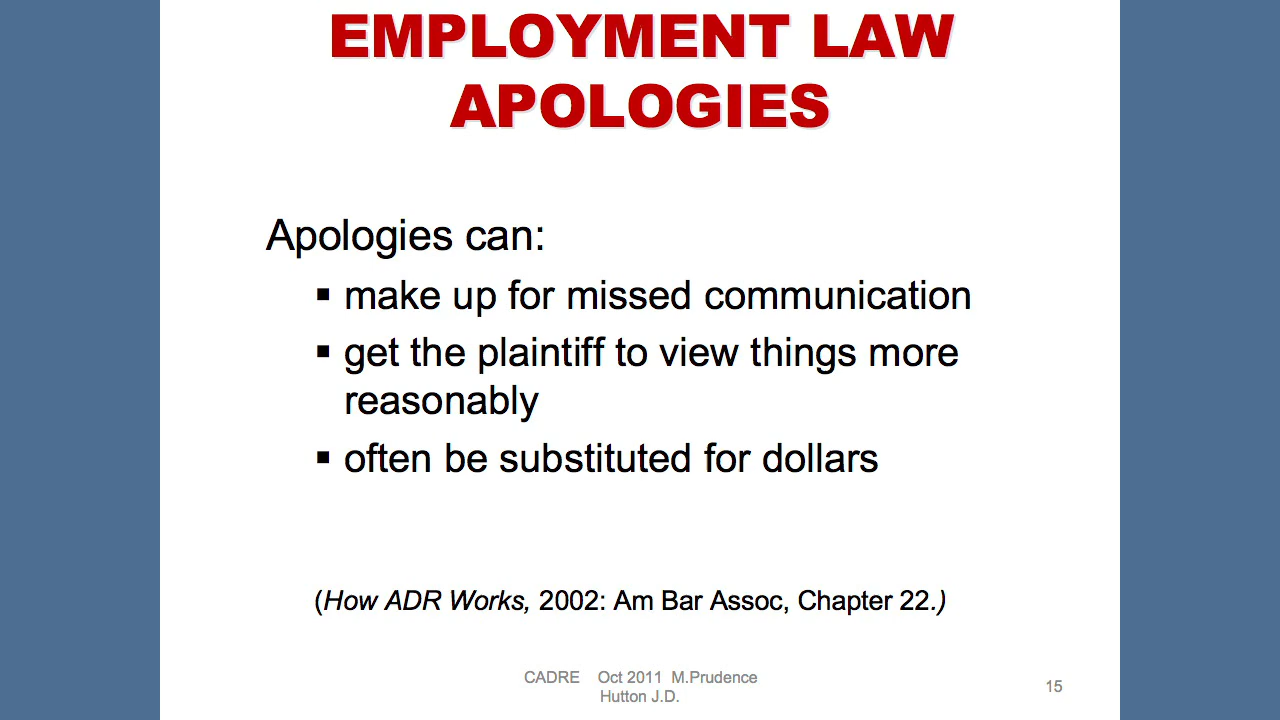 EMPLOYMENT LAW
APOLOGIES
Apologies can:
▪ make up for missed communication
▪ get the plaintiff to view things more
reasonably
▪ often be substituted for dollars
(How ADR Works, 2002: Am Bar Assoc, Chapter 22.)
CADRE Oct 2011 M.Prudence
Hutton J.D.
15